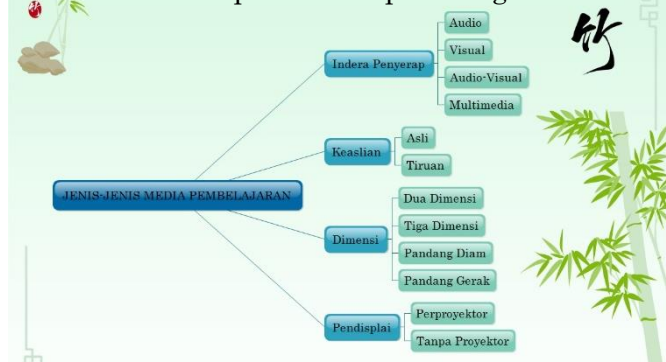 JENIS-JENIS MEDIA PEMBELAJARAN
Indera Penyerap
Audio
Visual
Audio-Visual
Multimedia
Keaslian
Asli
Tiruan
Dimensi
Dua Dimensi
Tiga Dimensi
Pandang Diam
Pandang Gerak
Pendisplai
Perproyektor
Tanpa Proyektor
竹